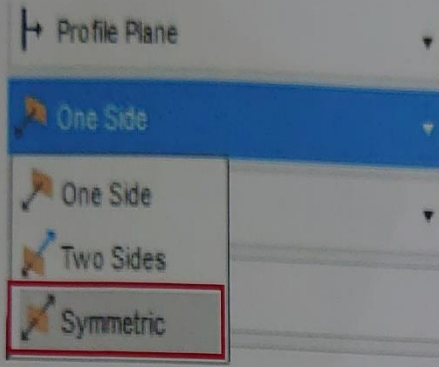 Profile Plane
One Side
One Side
Two Sides
Symmetric